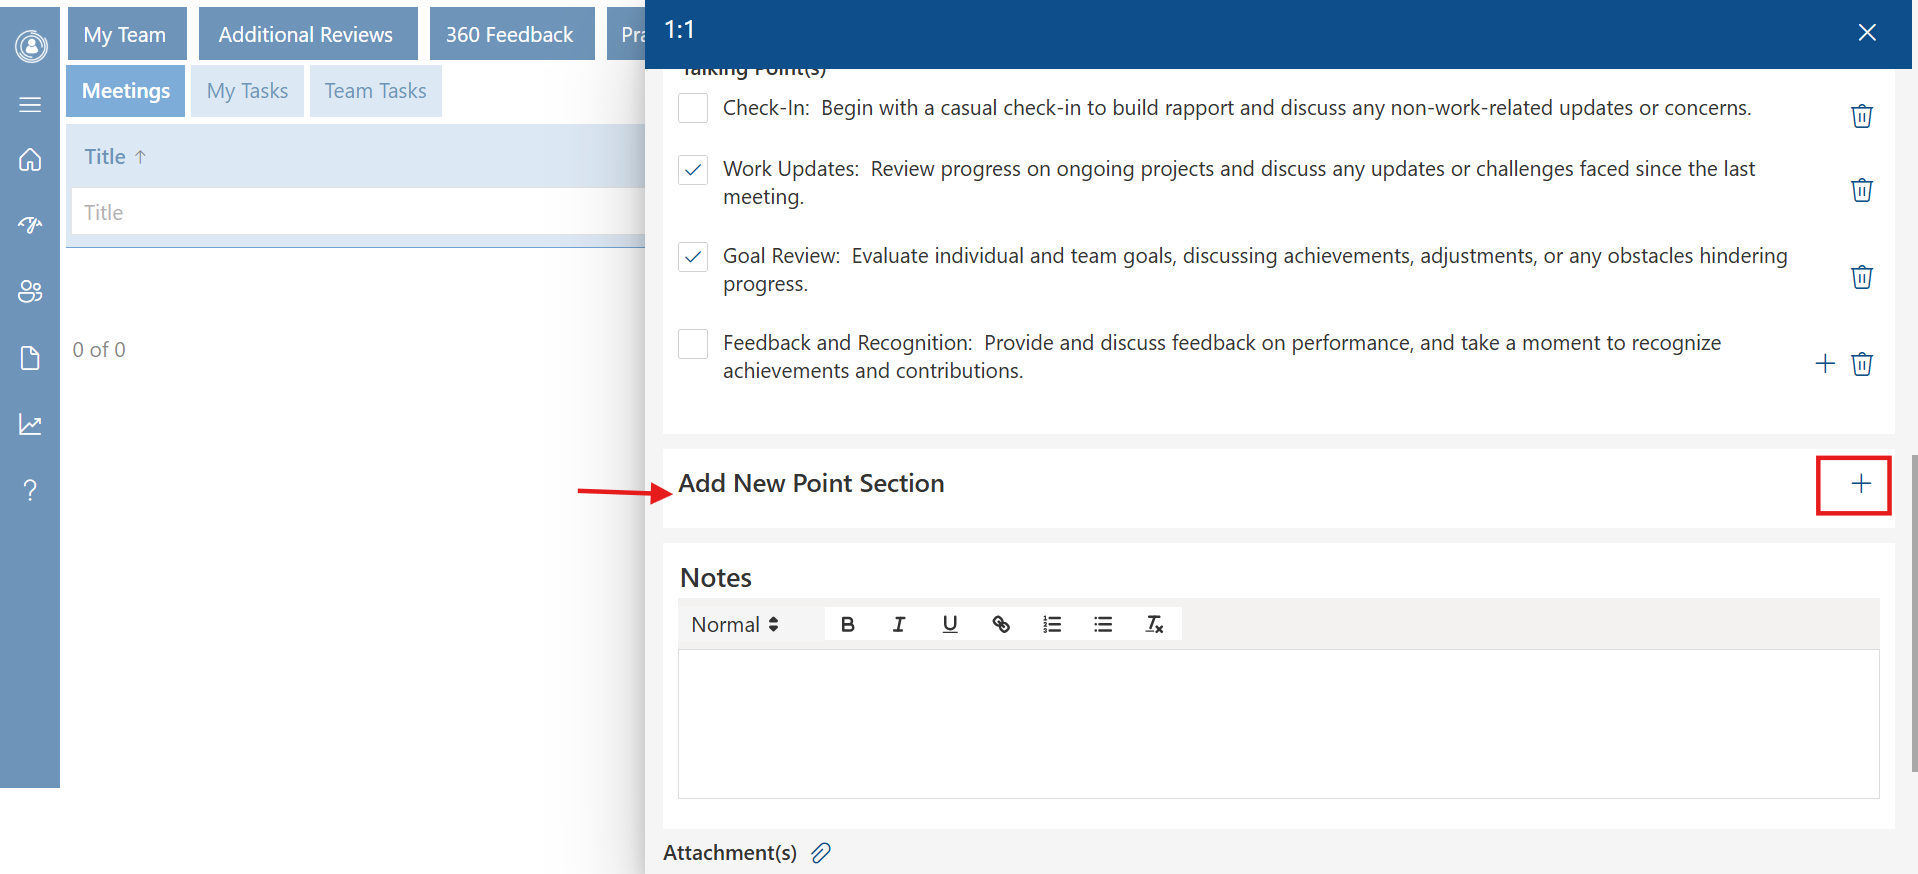 My Team
Additional Reviews
360 Feedback
Pra
1:1
Meetings
My Tasks
Team Tasks
Title ↑
Title
0 of 0
Talking Point(s)
Check-In:  Begin with a casual check-in to build rapport and discuss any non-work-related updates or concerns.
Work Updates:  Review progress on ongoing projects and discuss any updates or challenges faced since the last
meeting.
Goal Review:  Evaluate individual and team goals, discussing achievements, adjustments, or any obstacles hindering
progress.
Feedback and Recognition:  Provide and discuss feedback on performance, and take a moment to recognize
achievements and contributions.
Add New Point Section
Notes
Normal
Attachment(s)